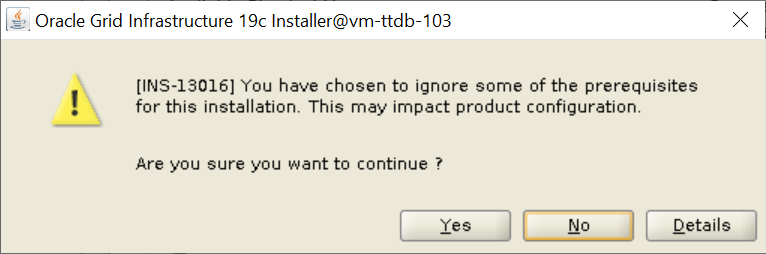 Oracle Grid Infrastructure 19c Installer@vm-ttdb-103
[INS-13016] You have chosen to ignore some of the prerequisites
for this installation. This may impact product configuration.
Are you sure you want to continue ?
Yes
No
Details